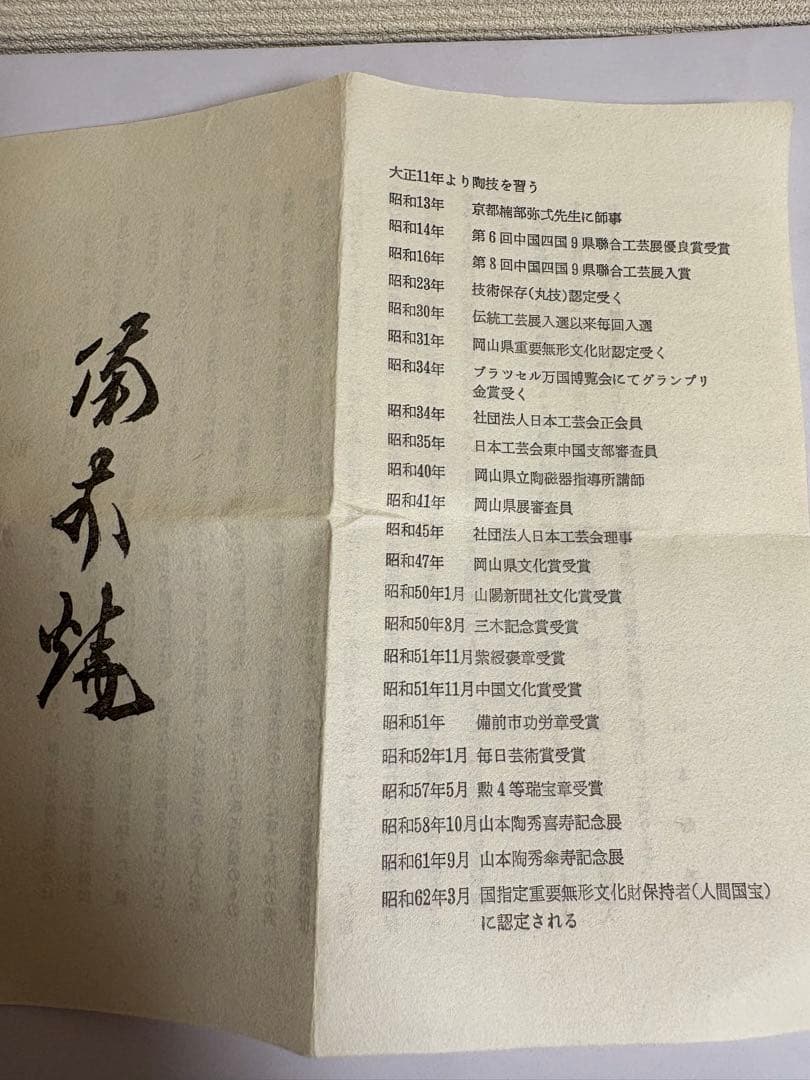 備前焼
大正11年より陶技を習う
昭和13年 京都楠部弥弌先生に師事
昭和14年 第6回中国四国9県聯合工芸展優良賞受賞
昭和16年 第8回中国四国9県聯合工芸展入賞
昭和23年 技術保存(丸技)認定受く
昭和30年 伝統工芸展入選以来毎回入選
昭和31年 岡山県重要無形文化財認定受く
昭和34年 ブラツセル万国博覧会にてグランプリ
金賞受く
昭和34年 社団法人日本工芸会正会員
昭和35年 日本工芸会東中国支部審査員
昭和40年 岡山県立陶磁器指導所講師
昭和41年 岡山県展審査員
昭和45年 社団法人日本工芸会理事
昭和47年 岡山県文化賞受賞
昭和50年1月 山陽新聞社文化賞受賞
昭和50年8月 三木記念賞受賞
昭和51年11月 紫綬褒章受賞
昭和51年11月 中国文化賞受賞
昭和51年 備前市功労章受賞
昭和52年1月 毎日芸術賞受賞
昭和57年5月 勲4等瑞宝章受賞
昭和58年10月 山本陶秀喜寿記念展
昭和61年9月 山本陶秀傘寿記念展
昭和62年3月 国指定重要無形文化財保持者(人間国宝)
に認定される